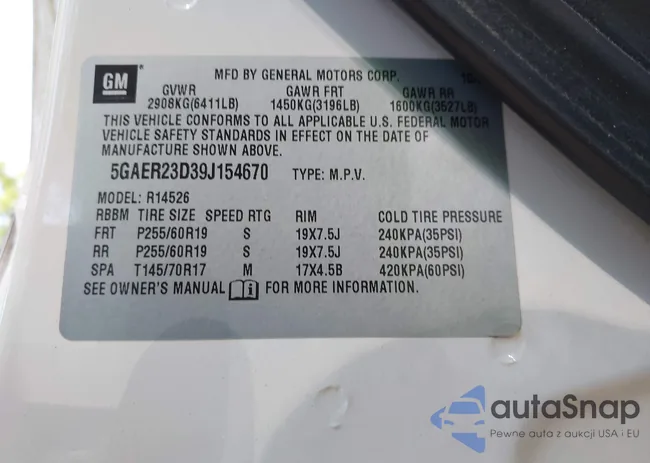 GM
MFD BY GENERAL MOTORS CORP.
GVWR GAWR FRT GAWR RR
2908KG(6411LB) 1450KG(3196LB) 1600KG(3527LB)
THIS VEHICLE CONFORMS TO ALL APPLICABLE U.S. FEDERAL MOTOR
VEHICLE SAFETY STANDARDS IN EFFECT ON THE DATE OF
MANUFACTURE SHOWN ABOVE.
5GAER23D39J154670 TYPE: M.P.V.
MODEL: R14526
RBBM TIRE SIZE SPEED RTG RIM COLD TIRE PRESSURE
FRT P255/60R19 S 19X7.5J 240KPA(35PSI)
RR P255/60R19 S 19X7.5J 240KPA(35PSI)
SPA T145/70R17 M 17X4.5B 420KPA(60PSI)
SEE OWNER'S MANUAL i FOR MORE INFORMATION.
autaSnap
Pewne auta z aukcji USA i EU